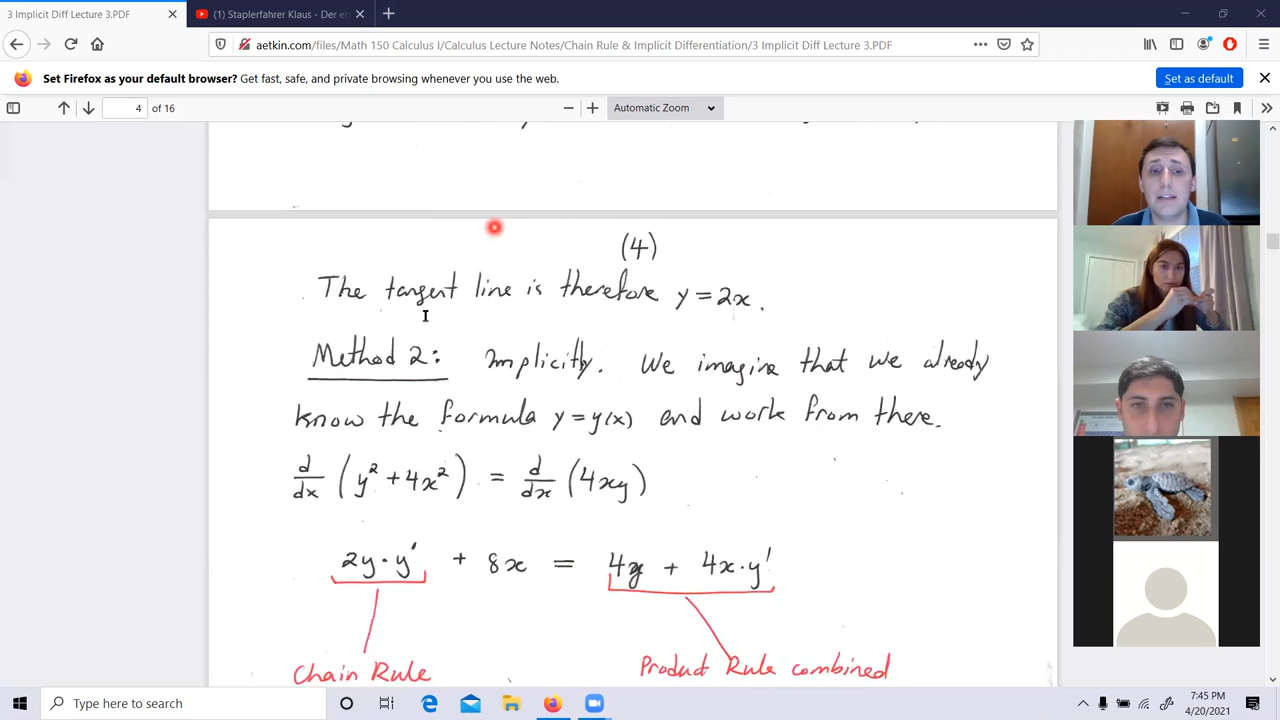 3 Implicit Diff Lecture 3.PDF
(1) Staplerfahrer Klaus - Der er
aetkin.com/files/Math 150 Calculus I/Calculus Lecture Notes/Chain Rule & Implicit Differentiation/3 Implicit Diff Lecture 3.PDF
Set Firefox as your default browser? Get fast, safe, and private browsing whenever you use the web.
Set as default
4 of 16
Automatic Zoom
(4)
The tangent line is therefore y = 2x.
Method 2: Implicitly. We imagine that we already
know the formula y = y(x) and work from there.
d/dx (y² + 4x²) = d/dx (4xy)
2y · y' + 8x = 4y + 4x · y'
Chain Rule
Product Rule combined
Type here to search
7:45 PM
4/20/2021